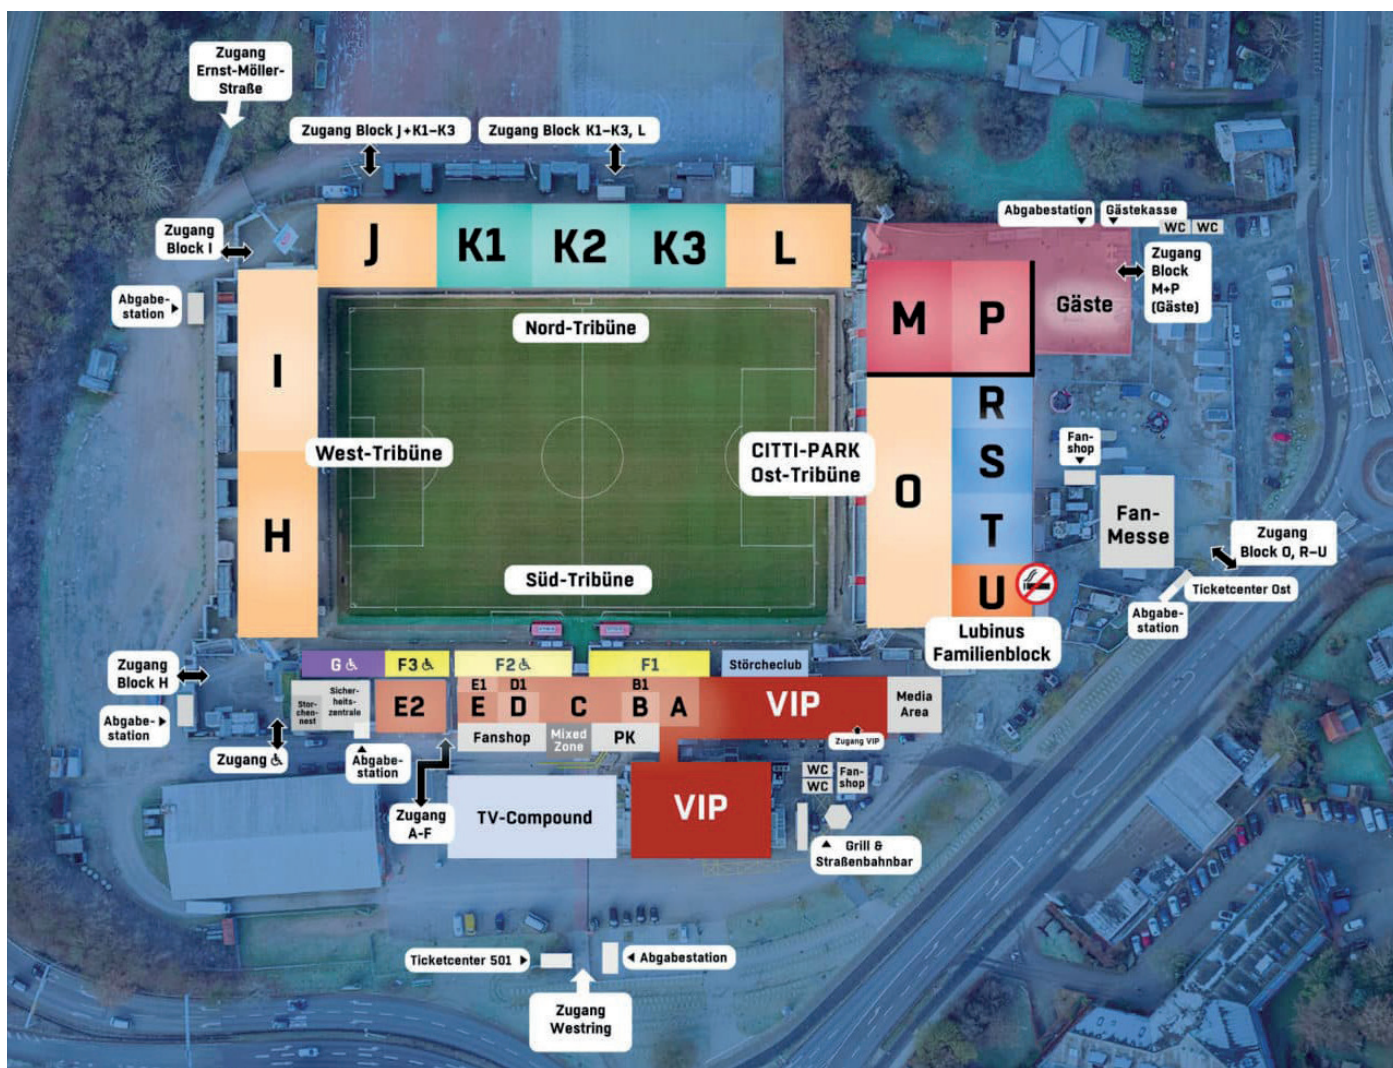 Zugang
Ernst-Möller-
Straße
Zugang Block J+K1–K3
Zugang Block K1–K3, L
Zugang
Block I
Abgabestation
Gästekasse
WC
WC
Zugang
Block
M+P
(Gäste)
J
K1
K2
K3
L
Abgabe-
station
M
P
Gäste
Nord-Tribüne
I
R
West-Tribüne
CITTI-PARK
Ost-Tribüne
Fan-
shop
S
O
H
T
Fan-
Messe
Zugang
Block O, R–U
Süd-Tribüne
U
Ticketcenter Ost
Abgabe-
station
Lubinus
Familienblock
Zugang
Block H
G
F3
F2
F1
Störcheclub
E1
D1
B1
Stor-
chen-
nest
Sicher-
heits-
zentrale
E2
E
D
C
B
A
VIP
Media
Area
Abgabe-
station
Fanshop
Mixed
Zone
PK
Zugang VIP
Zugang
Abgabe-
station
WC
WC
Fan-
shop
Zugang
A-F
TV-Compound
VIP
Grill &
Straßenbahnbar
Ticketcenter 501
Abgabestation
Zugang
Westring